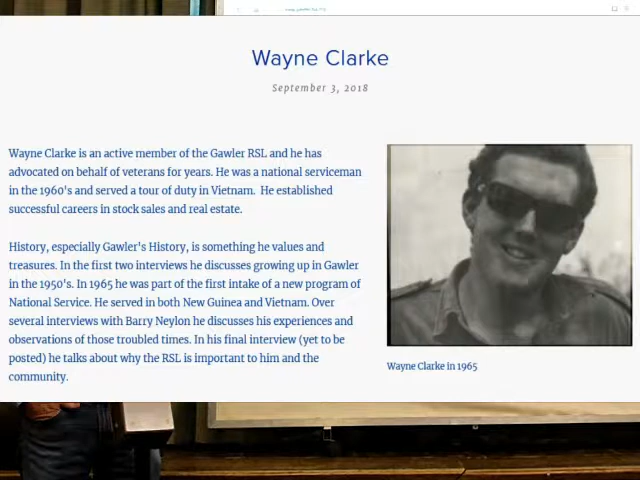 Wayne Clarke
September 3, 2018
Wayne Clarke is an active member of the Gawler RSL and he has
advocated on behalf of veterans for years. He was a national serviceman
in the 1960's and served a tour of duty in Vietnam.  He established
successful careers in stock sales and real estate.
History, especially Gawler's History, is something he values and
treasures. In the first two interviews he discusses growing up in Gawler
in the 1950's. In 1965 he was part of the first intake of a new program of
National Service. He served in both New Guinea and Vietnam. Over
several interviews with Barry Neylon he discusses his experiences and
observations of those troubled times. In his final interview (yet to be
posted) he talks about why the RSL is important to him and the
community.
Wayne Clarke in 1965